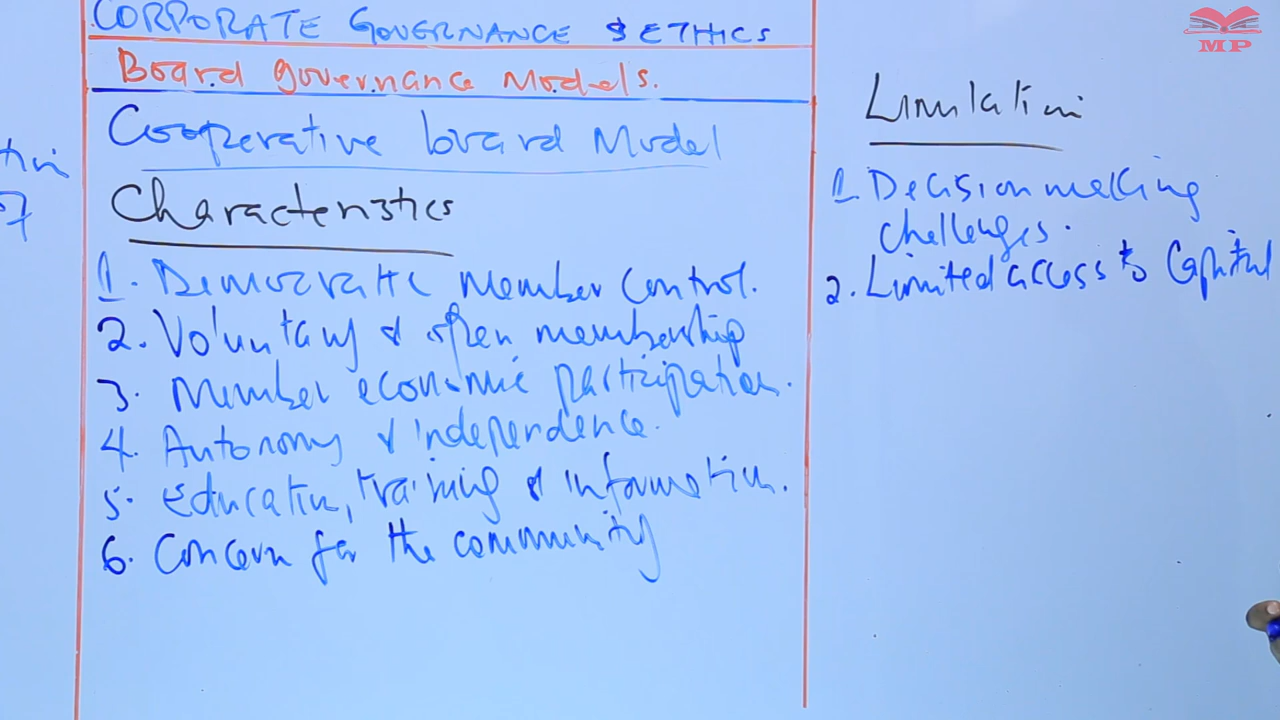 CORPORATE GOVERNANCE & ETHICS
Board governance Models.
Cooperative board Model
Characteristics
1. Democratic member control.
2. Voluntary & open membership
3. Member economic participation.
4. Autonomy & independence.
5. Education, training & information.
6. Concern for the community
Limitation
1. Decision making
challenges.
2. Limited access to Capital
MP